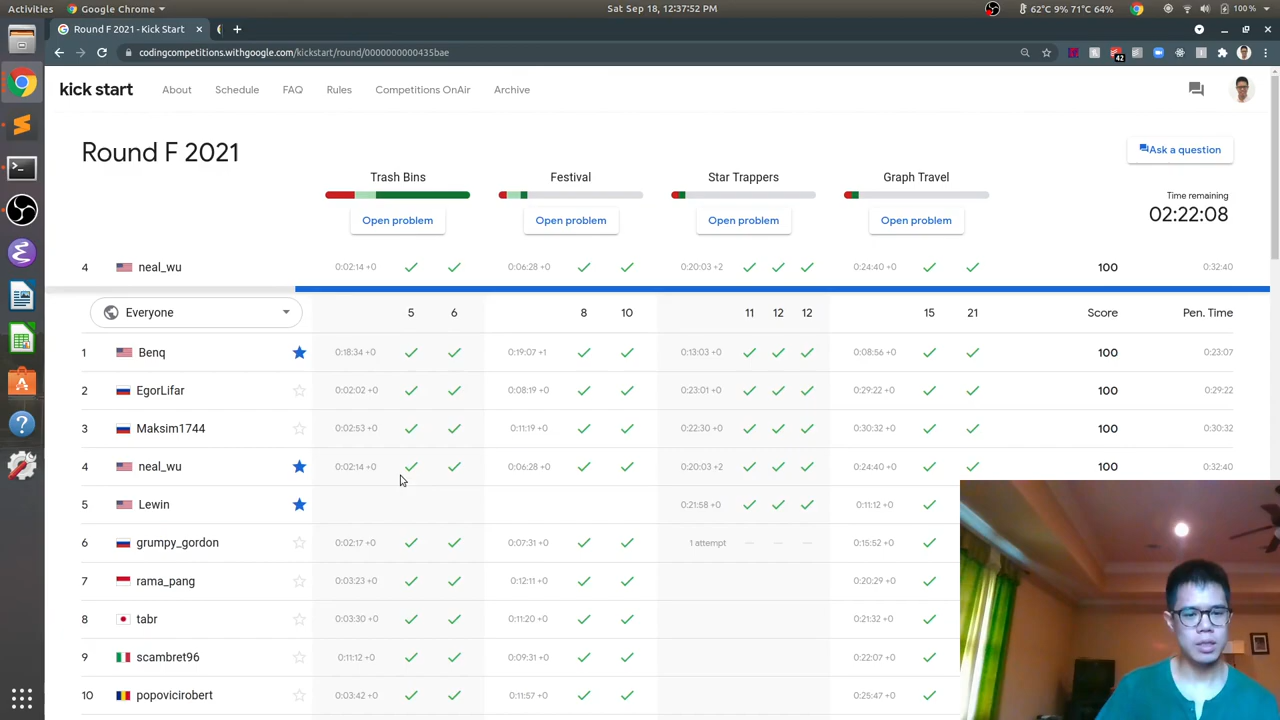 Activities Google Chrome Sat Sep 18, 12:37:52 PM 62°C 9% 71°C 64% 100 %
Round F 2021 - Kick Start
codingcompetitions.withgoogle.com/kickstart/round/0000000000435bae 42
kick start About Schedule FAQ Rules Competitions OnAir Archive
Round F 2021
Ask a question
Trash Bins Festival Star Trappers Graph Travel
Time remaining
02:22:08
Open problem Open problem Open problem Open problem
4 neal_wu 0:02:14 +0 0:06:28 +0 0:20:03 +2 0:24:40 +0 100 0:32:40
Everyone 5 6 8 10 11 12 12 15 21 Score Pen. Time
1 Benq 0:18:34 +0 0:19:07 +1 0:13:03 +0 0:08:56 +0 100 0:23:07
2 EgorLifar 0:02:02 +0 0:08:19 +0 0:23:01 +0 0:29:22 +0 100 0:29:22
3 Maksim1744 0:02:53 +0 0:11:19 +0 0:22:30 +0 0:30:32 +0 100 0:30:32
4 neal_wu 0:02:14 +0 0:06:28 +0 0:20:03 +2 0:24:40 +0 100 0:32:40
5 Lewin 0:21:58 +0 0:11:12 +0
6 grumpy_gordon 0:02:17 +0 0:07:31 +0 1 attempt 0:15:52 +0
7 rama_pang 0:03:23 +0 0:12:11 +0 0:20:29 +0
8 tabr 0:03:30 +0 0:11:20 +0 0:21:32 +0
9 scambret96 0:11:12 +0 0:09:31 +0 0:22:07 +0
10 popovicirobert 0:03:42 +0 0:11:57 +0 0:25:47 +0